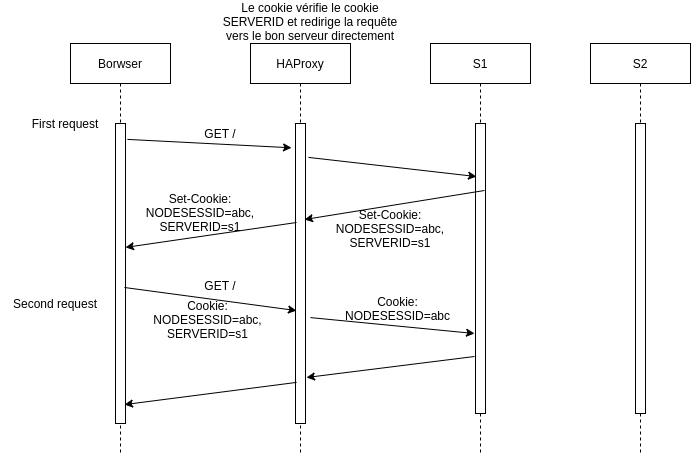 Le cookie vérifie le cookie
SERVERID et redirige la requête
vers le bon serveur directement
Borwser
HAProxy
S1
S2
First request
GET /
Set-Cookie:
NODESESSID=abc,
SERVERID=s1
Set-Cookie:
NODESESSID=abc,
SERVERID=s1
Second request
GET /
Cookie:
NODESESSID=abc,
SERVERID=s1
Cookie:
NODESESSID=abc